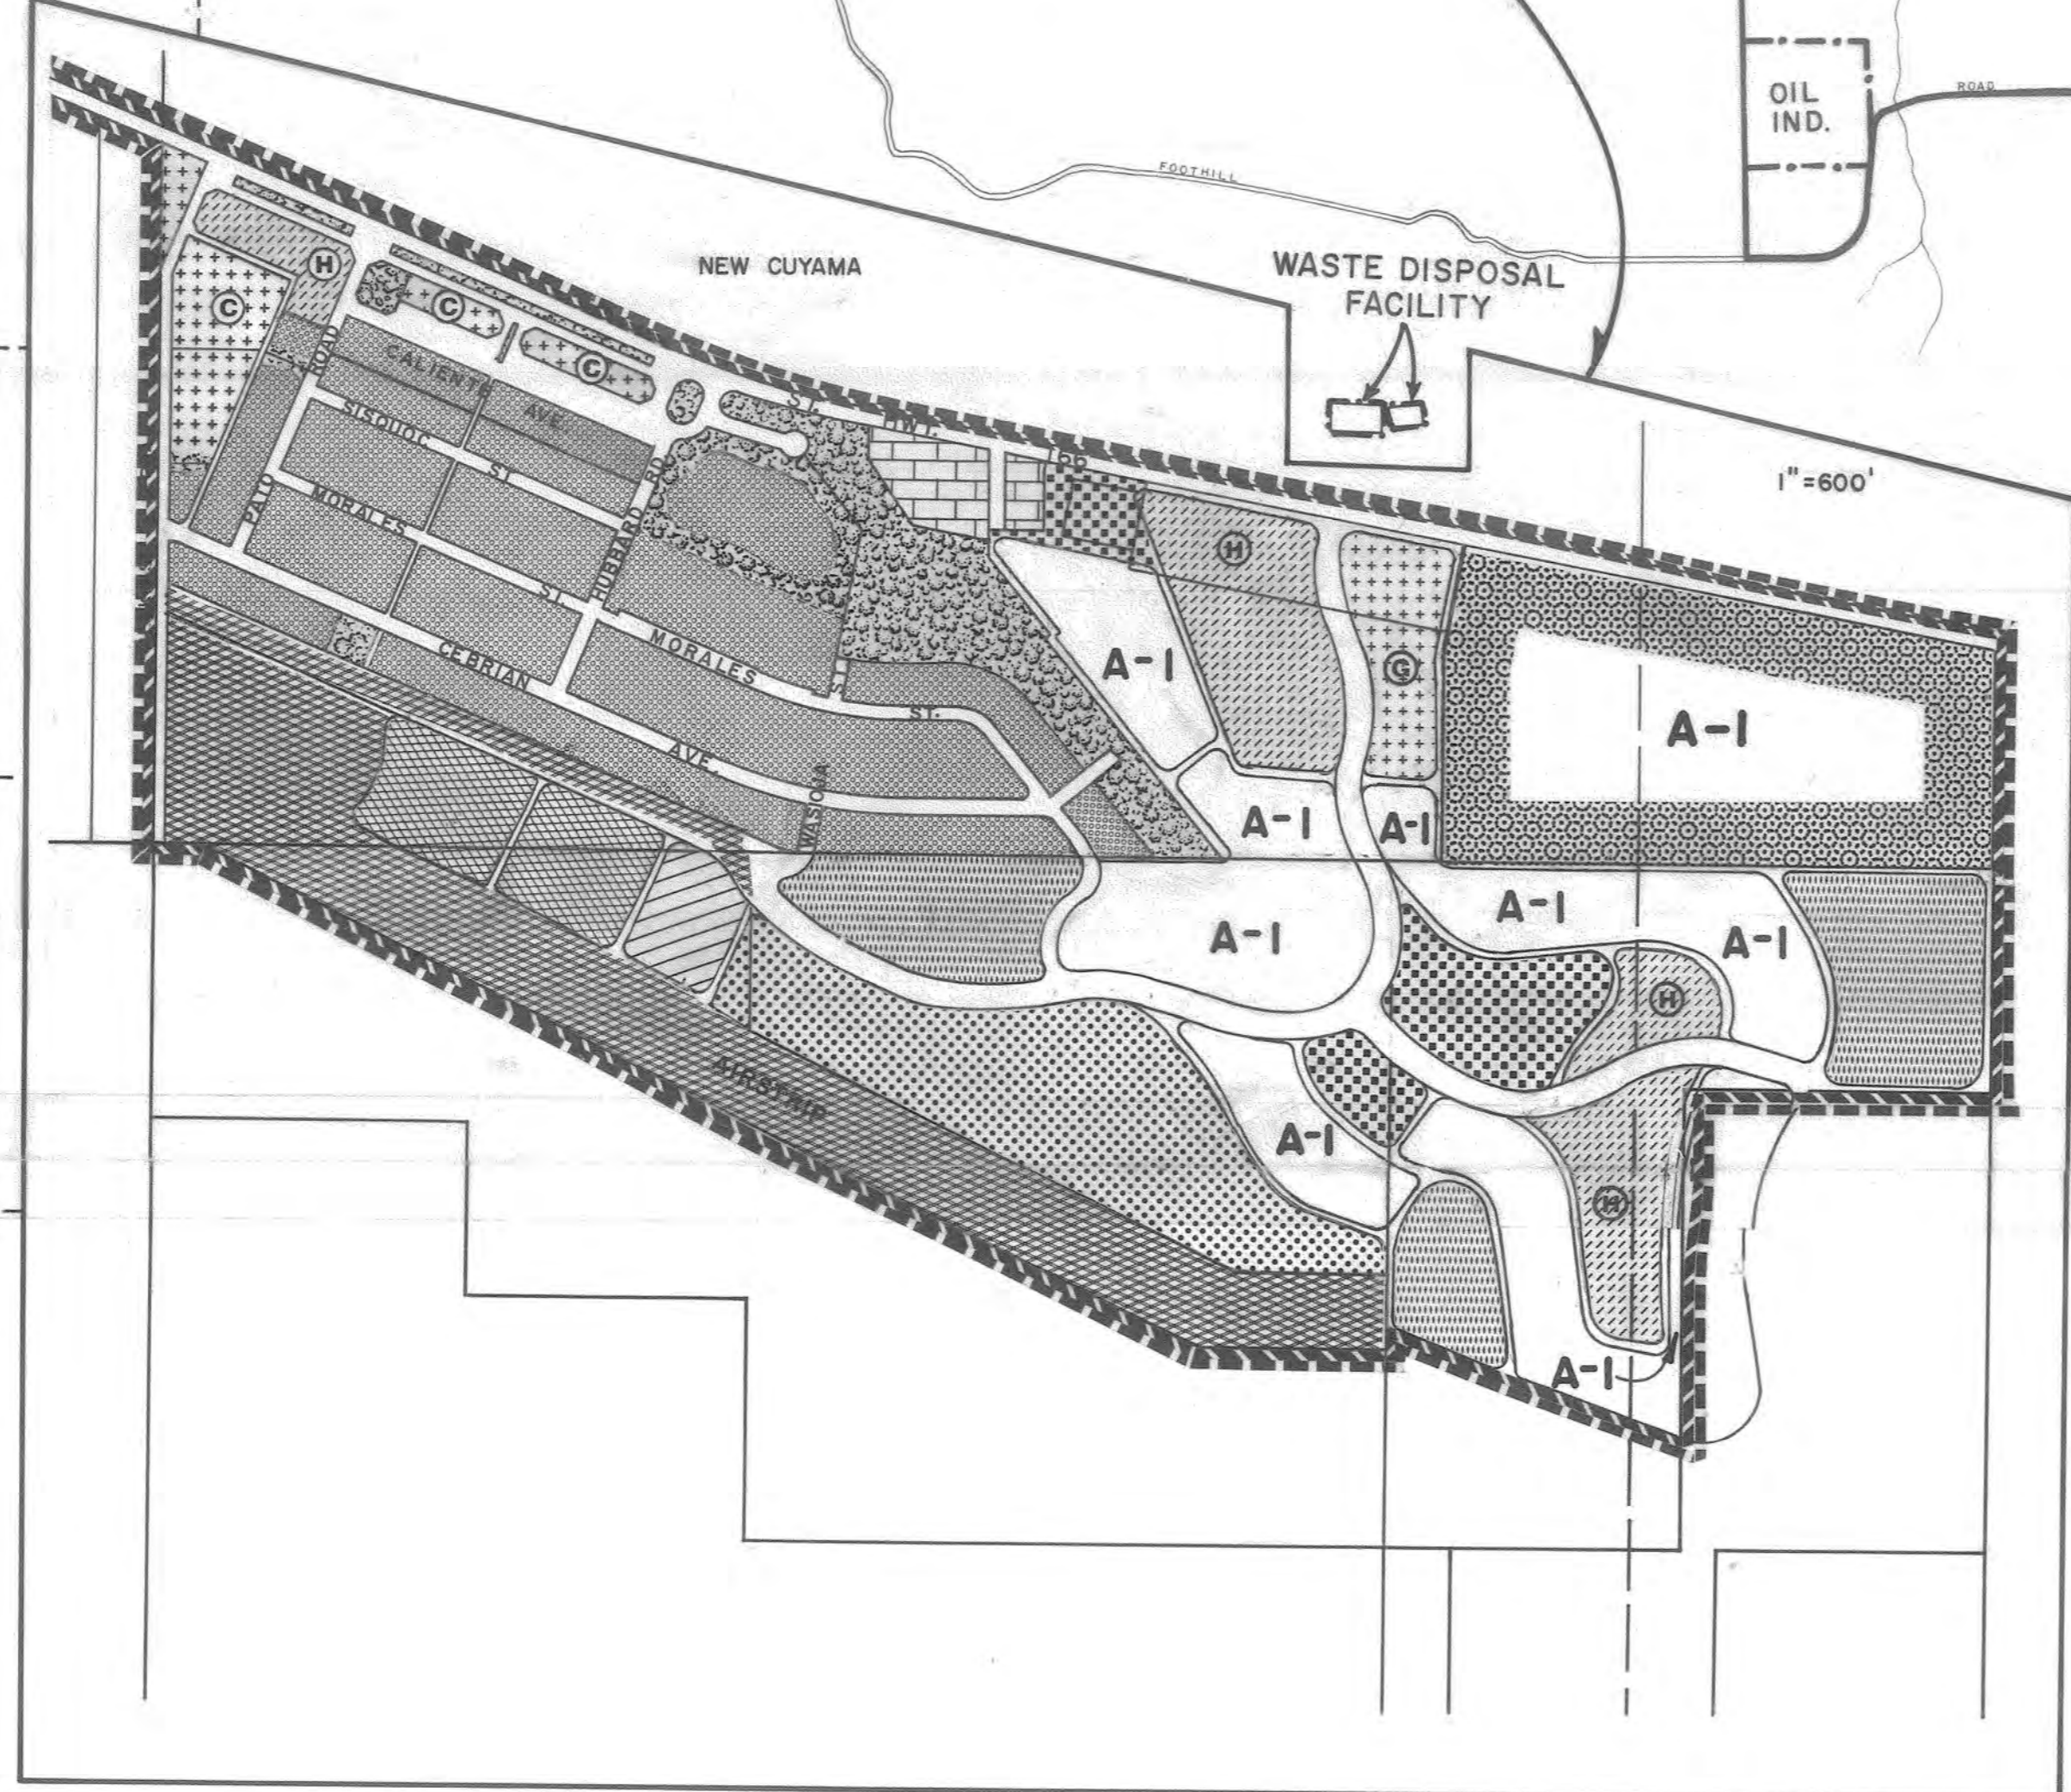 OIL
IND.
ROAD
FOOTHILL
NEW CUYAMA
WASTE DISPOSAL
FACILITY
1"=600'
H
C
C
C
ROAD
CALIENTE AVE.
SISQUOC ST.
PATO
MORALES ST.
HUBBARD RD.
ST. HWY. 166
CEBRIAN AVE.
MORALES ST.
ST.
WASIOJA
AIRSTRIP
H
G
A-1
A-1
A-1
A-1
A-1
A-1
A-1
H
A-1
H
A-1